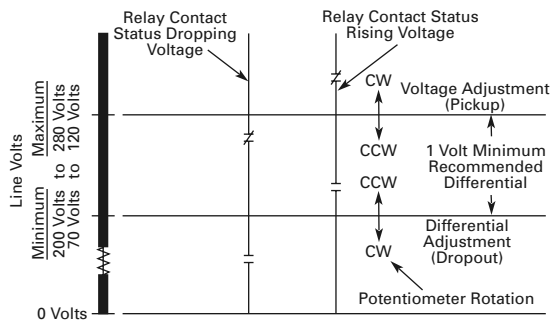 Relay Contact
Status Dropping
Voltage
Relay Contact Status
Rising Voltage
Line Volts
Minimum
200 Volts
70 Volts
to
to
Maximum
280 Volts
120 Volts
CW
CCW
CCW
CW
Voltage Adjustment
(Pickup)
1 Volt Minimum
Recommended
Differential
Differential
Adjustment
(Dropout)
Potentiometer Rotation
0 Volts